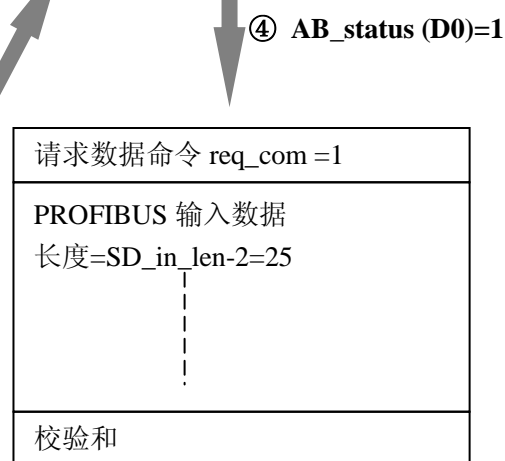 ④ AB_status (D0)=1
请求数据命令 req_com =1
PROFIBUS 输入数据
长度=SD_in_len-2=25
校验和